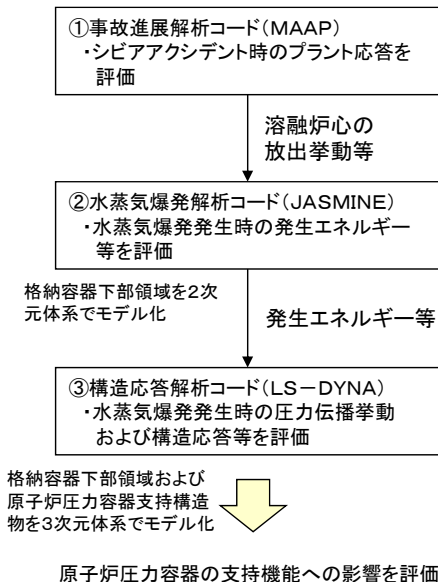 ①事故進展解析コード(MAAP)
・シビアアクシデント時のプラント応答を
評価
溶融炉心の
放出挙動等
②水蒸気爆発解析コード(JASMINE)
・水蒸気爆発発生時の発生エネルギー
等を評価
格納容器下部領域を2次
元体系でモデル化
発生エネルギー等
③構造応答解析コード(LS-DYNA)
・水蒸気爆発発生時の圧力伝播挙動
および構造応答等を評価
格納容器下部領域および
原子炉圧力容器支持構造
物を3次元体系でモデル化
原子炉圧力容器の支持機能への影響を評価